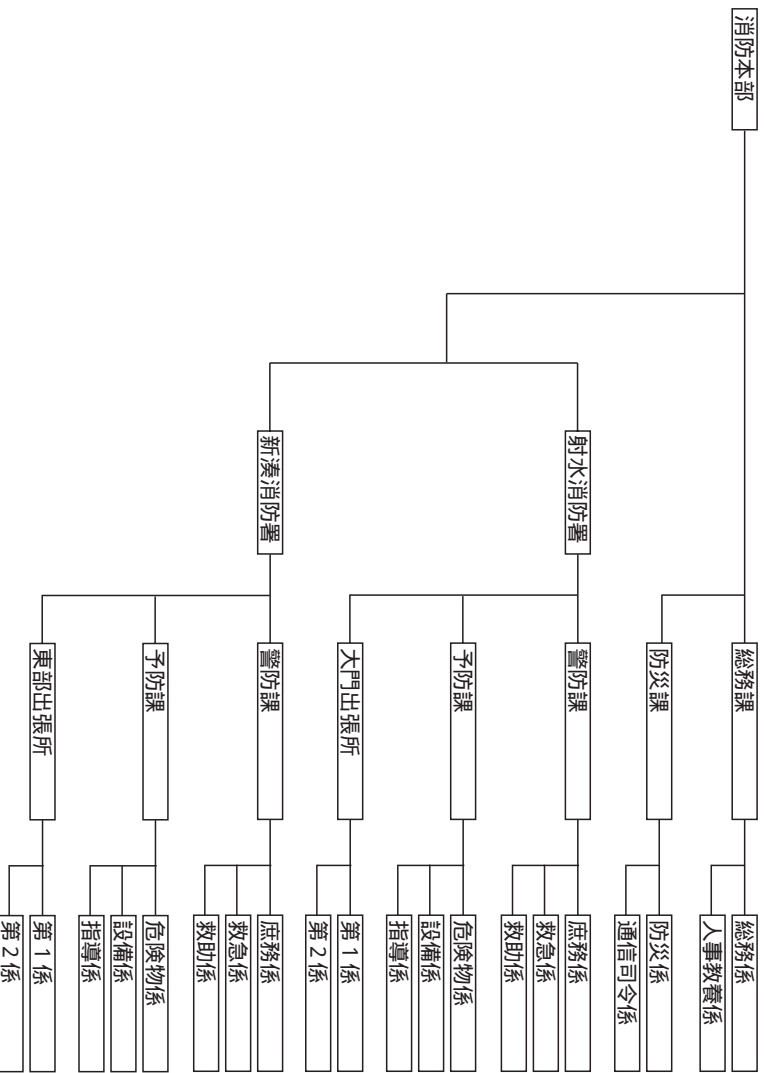 消防本部
総務課
総務係
人事教養係
防災課
防災係
通信司令係
射水消防署
警防課
庶務係
救急係
救助係
予防課
危険物係
設備係
指導係
大門出張所
第１係
第２係
新湊消防署
警防課
庶務係
救急係
救助係
予防課
危険物係
設備係
指導係
東部出張所
第１係
第２係